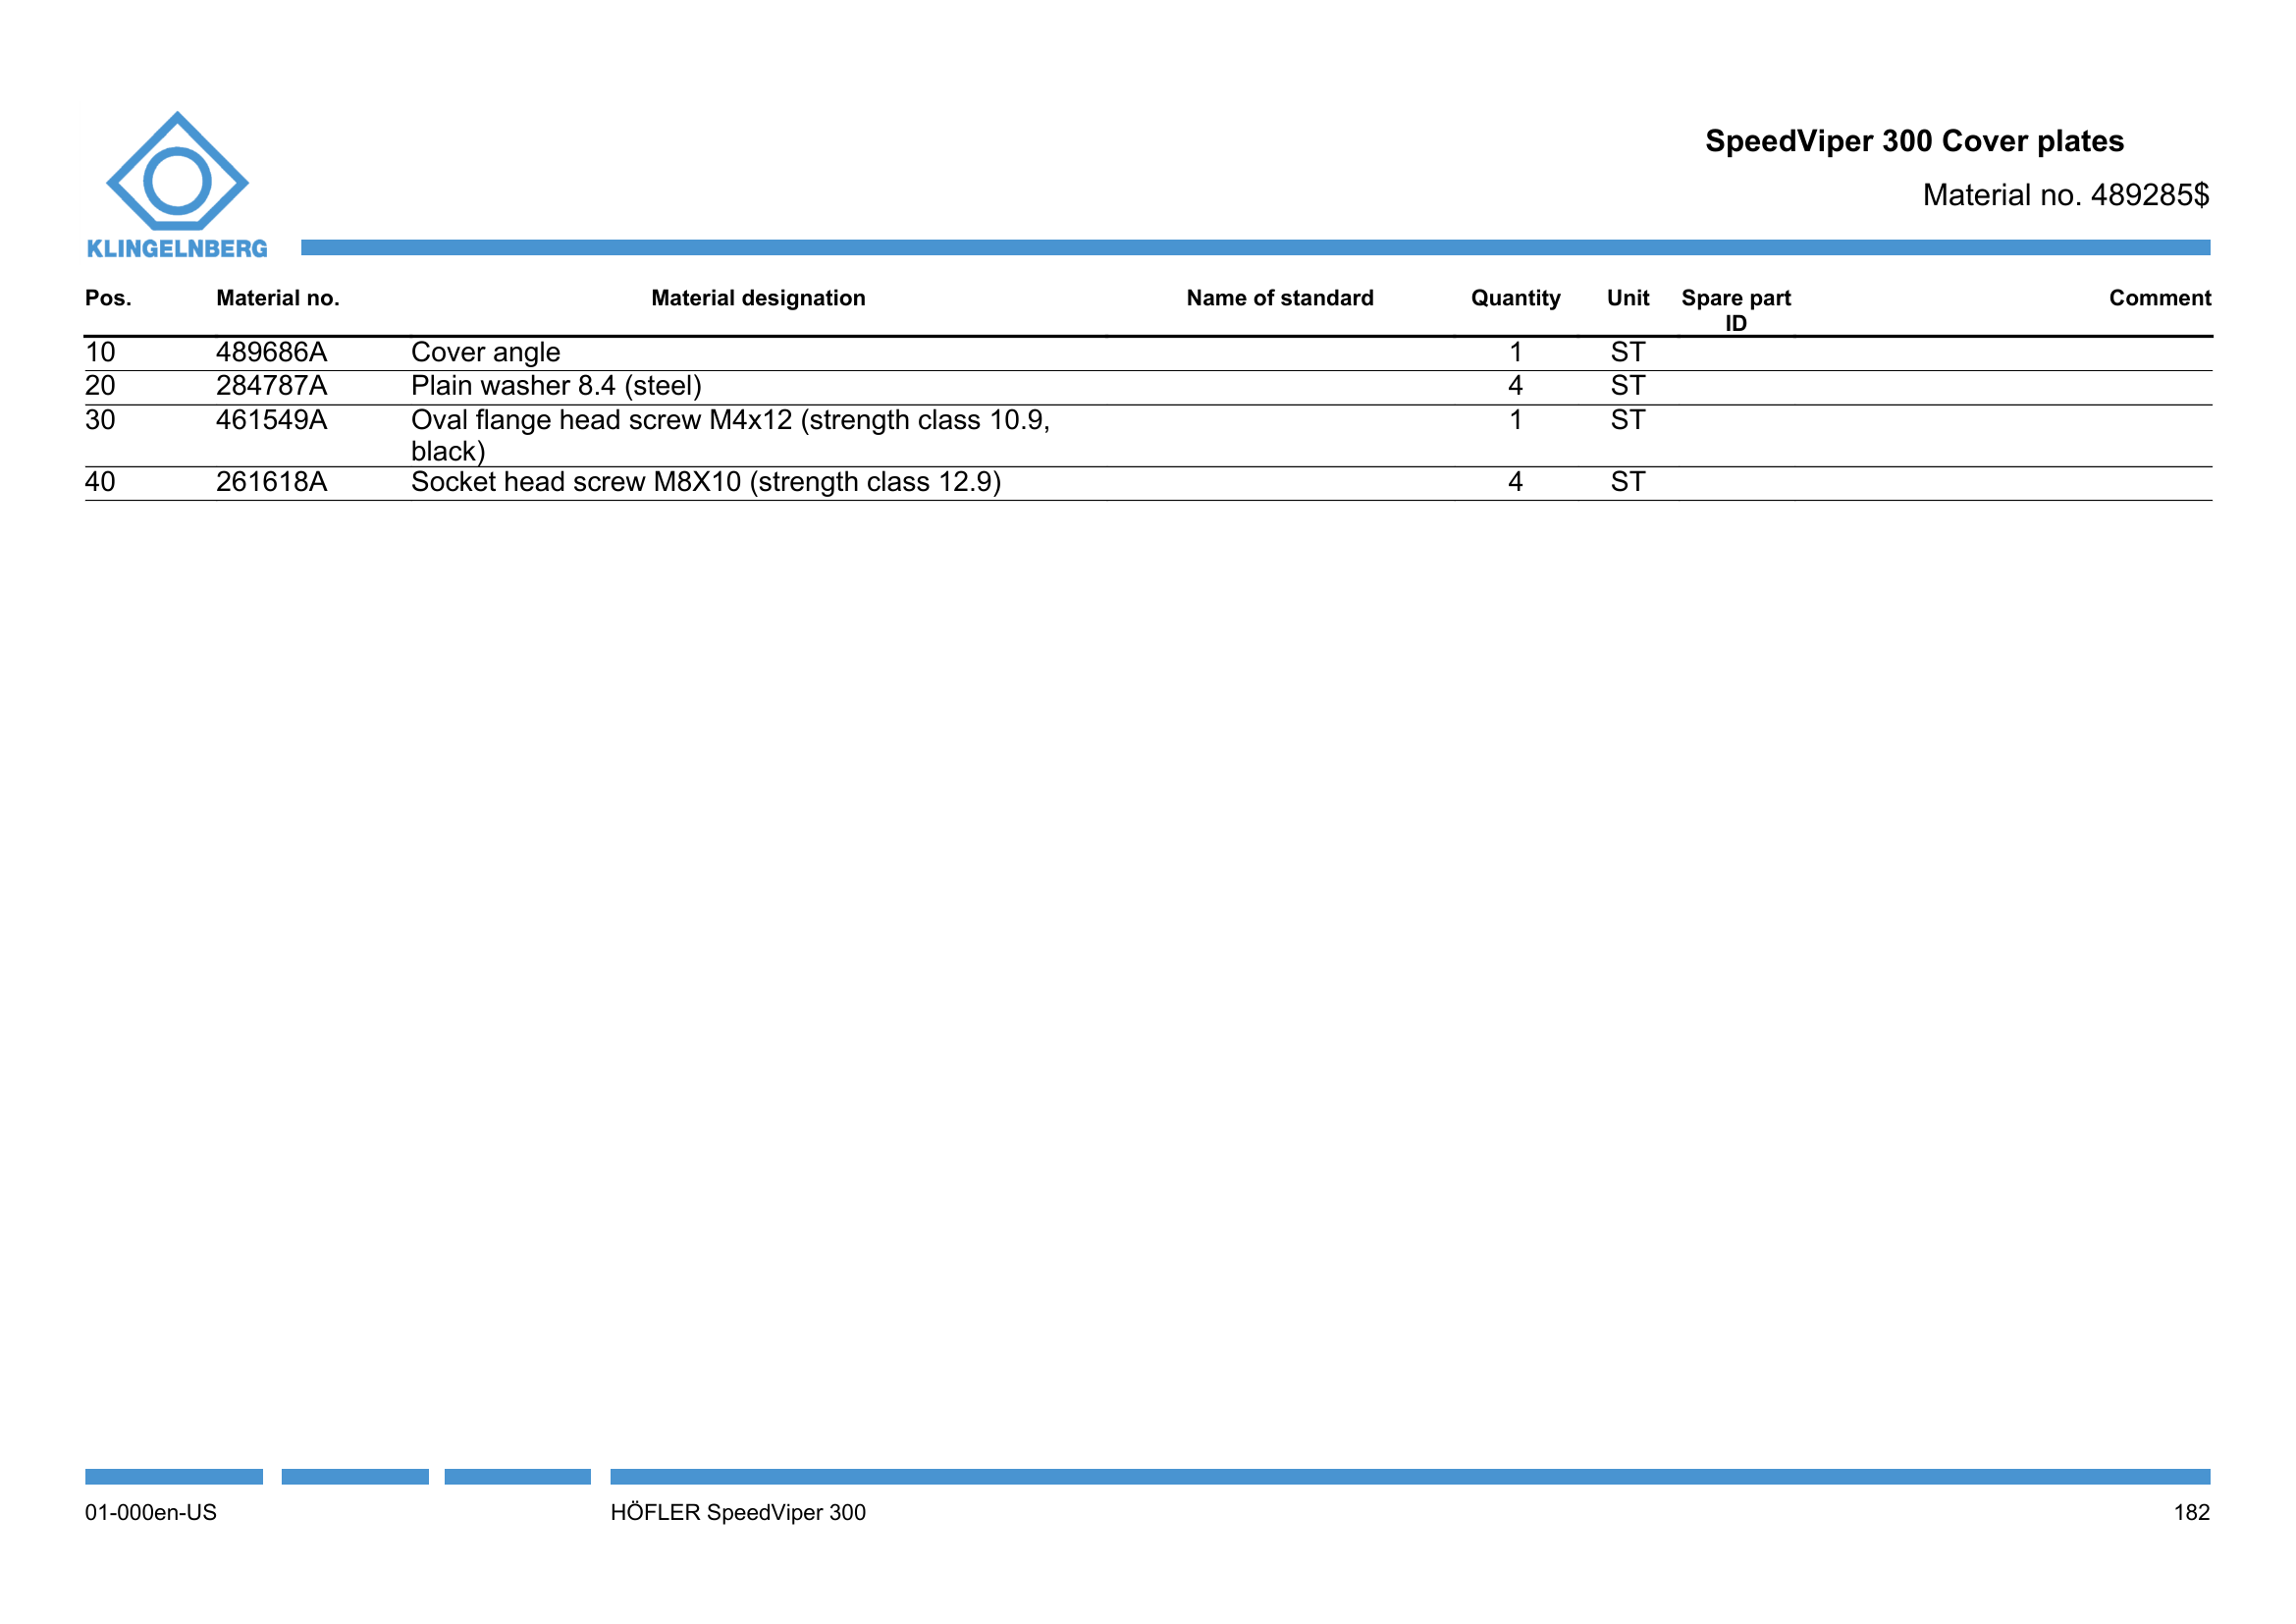 KLINGELNBERG
SpeedViper 300 Cover plates
Material no. 489285$
Pos. Material no. Material designation Name of standard Quantity Unit Spare part Comment
ID
10 489686A Cover angle 1 ST
20 284787A Plain washer 8.4 (steel) 4 ST
30 461549A Oval flange head screw M4x12 (strength class 10.9, 1 ST
black)
40 261618A Socket head screw M8X10 (strength class 12.9) 4 ST
01-000en-US HÖFLER SpeedViper 300 182